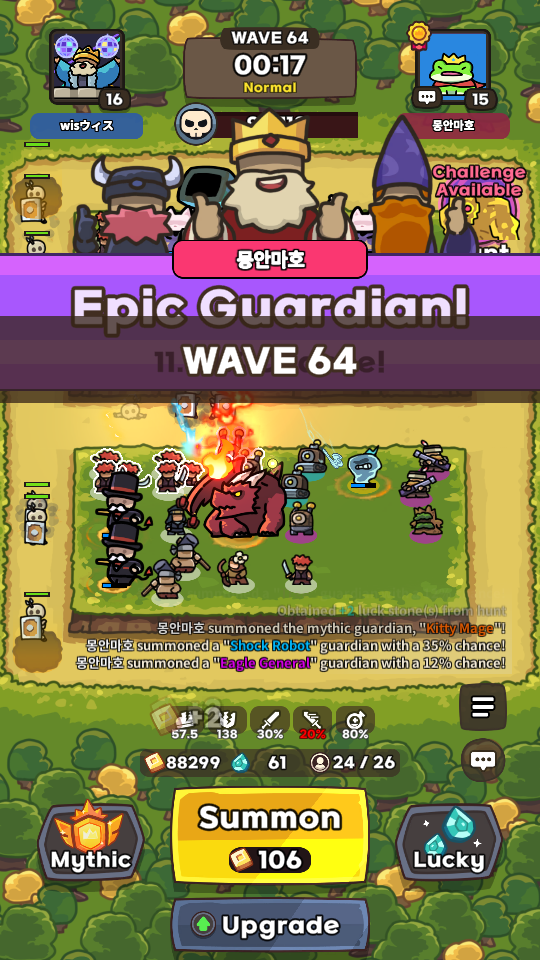 WAVE 64
00:17
Normal
16
15
wisウィス
몽안마호
Challenge
Available
몽안마호
Epic Guardian!
WAVE 64
Obtained +2 luck stone(s) from hunt
몽안마호 summoned the mythic guardian, "Kitty Mage"!
몽안마호 summoned a "Shock Robot" guardian with a 35% chance!
몽안마호 summoned a "Eagle General" guardian with a 12% chance!
+2
57.5 138 30% 20% 80%
88299 61 24 / 26
Summon
106
Mythic
Lucky
Upgrade